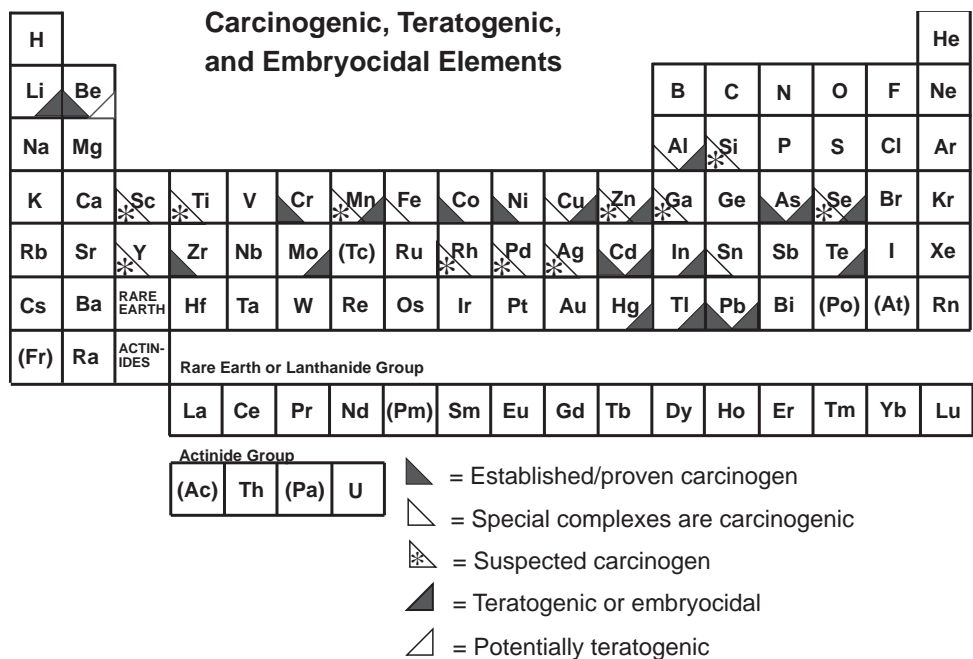 Carcinogenic, Teratogenic,
and Embryocidal Elements
H He
Li Be B C N O F Ne
Na Mg Al Si P S Cl Ar
K Ca Sc Ti V Cr Mn Fe Co Ni Cu Zn Ga Ge As Se Br Kr
Rb Sr Y Zr Nb Mo (Tc) Ru Rh Pd Ag Cd In Sn Sb Te I Xe
Cs Ba RARE EARTH Hf Ta W Re Os Ir Pt Au Hg Tl Pb Bi (Po) (At) Rn
(Fr) Ra ACTIN-
IDES
Rare Earth or Lanthanide Group
La Ce Pr Nd (Pm) Sm Eu Gd Tb Dy Ho Er Tm Yb Lu
Actinide Group
(Ac) Th (Pa) U
= Established/proven carcinogen
= Special complexes are carcinogenic
= Suspected carcinogen
= Teratogenic or embryocidal
= Potentially teratogenic